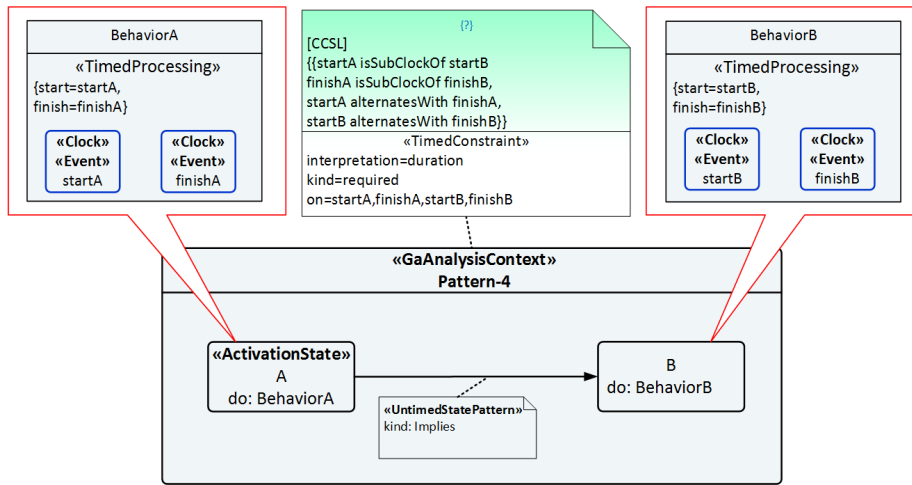 BehaviorA
«TimedProcessing»
{start=startA,
finish=finishA}
«Clock»
«Event»
startA
«Clock»
«Event»
finishA
{?}
[CCSL]
{{startA isSubClockOf startB
finishA isSubClockOf finishB,
startA alternatesWith finishA,
startB alternatesWith finishB}}
«TimedConstraint»
interpretation=duration
kind=required
on=startA,finishA,startB,finishB
BehaviorB
«TimedProcessing»
{start=startB,
finish=finishB}
«Clock»
«Event»
startB
«Clock»
«Event»
finishB
«GaAnalysisContext»
Pattern-4
«ActivationState»
A
do: BehaviorA
B
do: BehaviorB
«UntimedStatePattern»
kind: Implies